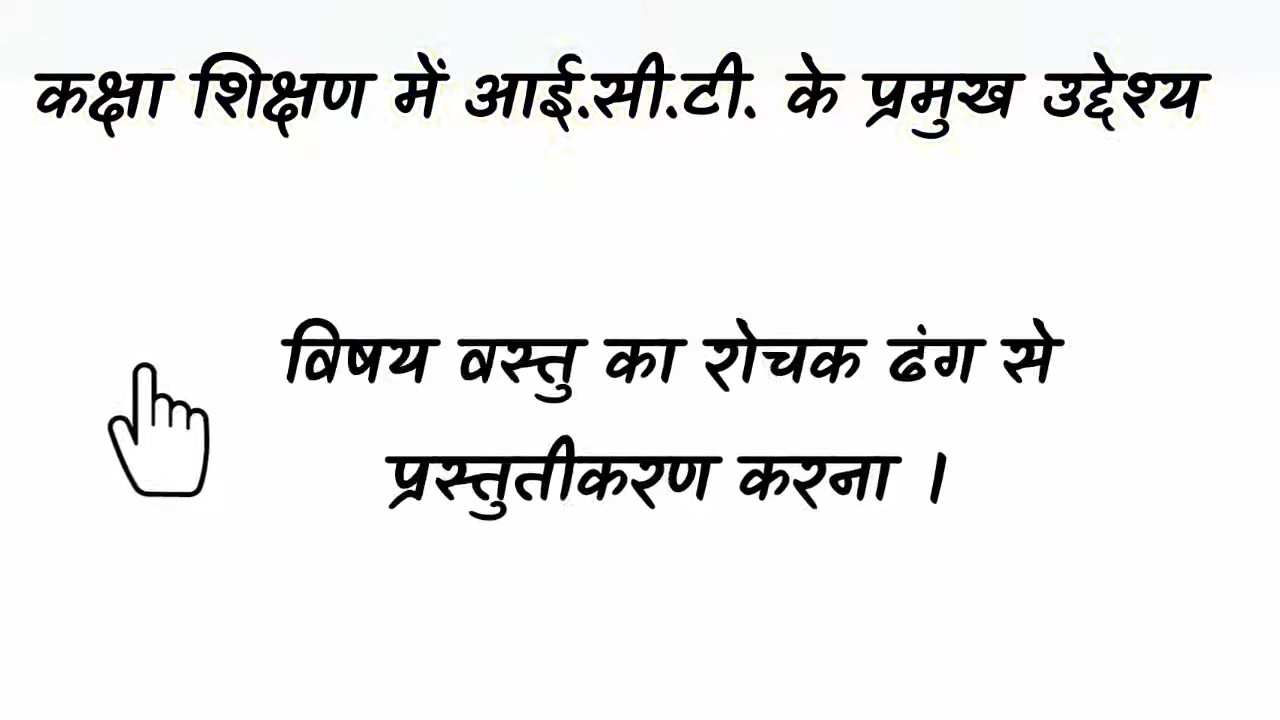 कक्षा शिक्षण में आई.सी.टी. के प्रमुख उद्देश्य
विषय वस्तु का रोचक ढंग से
प्रस्तुतीकरण करना ।